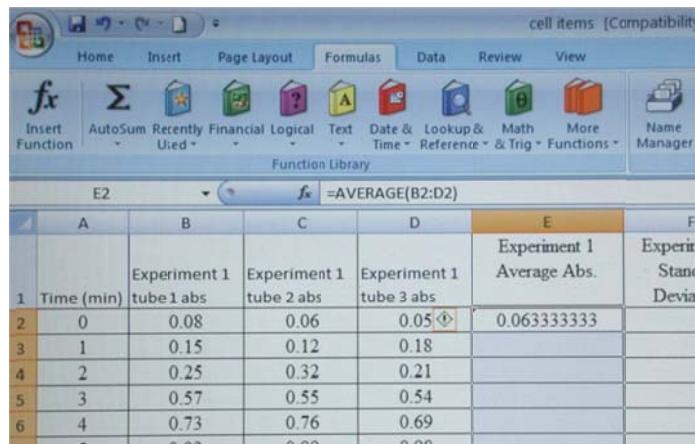 cell items [Compatibility
Home Insert Page Layout Formulas Data Review View
fx Σ ? A θ
Insert Function AutoSum Recently Used Financial Logical Text Date & Time Lookup & Reference Math & Trig More Functions Name Manager
Function Library
E2 fx =AVERAGE(B2:D2)
A B C D E F
1 Time (min) Experiment 1 tube 1 abs Experiment 1 tube 2 abs Experiment 1 tube 3 abs Experiment 1 Average Abs.
2 0 0.08 0.06 0.05 0.063333333
3 1 0.15 0.12 0.18
4 2 0.25 0.32 0.21
5 3 0.57 0.55 0.54
6 4 0.73 0.76 0.69